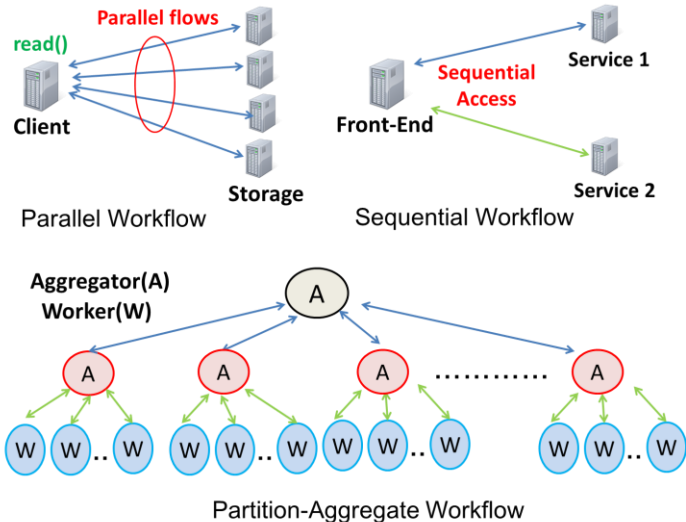 Parallel flows
read()
Client
Storage
Parallel Workflow
Service 1
Sequential
Access
Front-End
Service 2
Sequential Workflow
Aggregator(A)
Worker(W)
A
A A A ............... A
W W .. W W W .. W W W .. W W W .. W
Partition-Aggregate Workflow